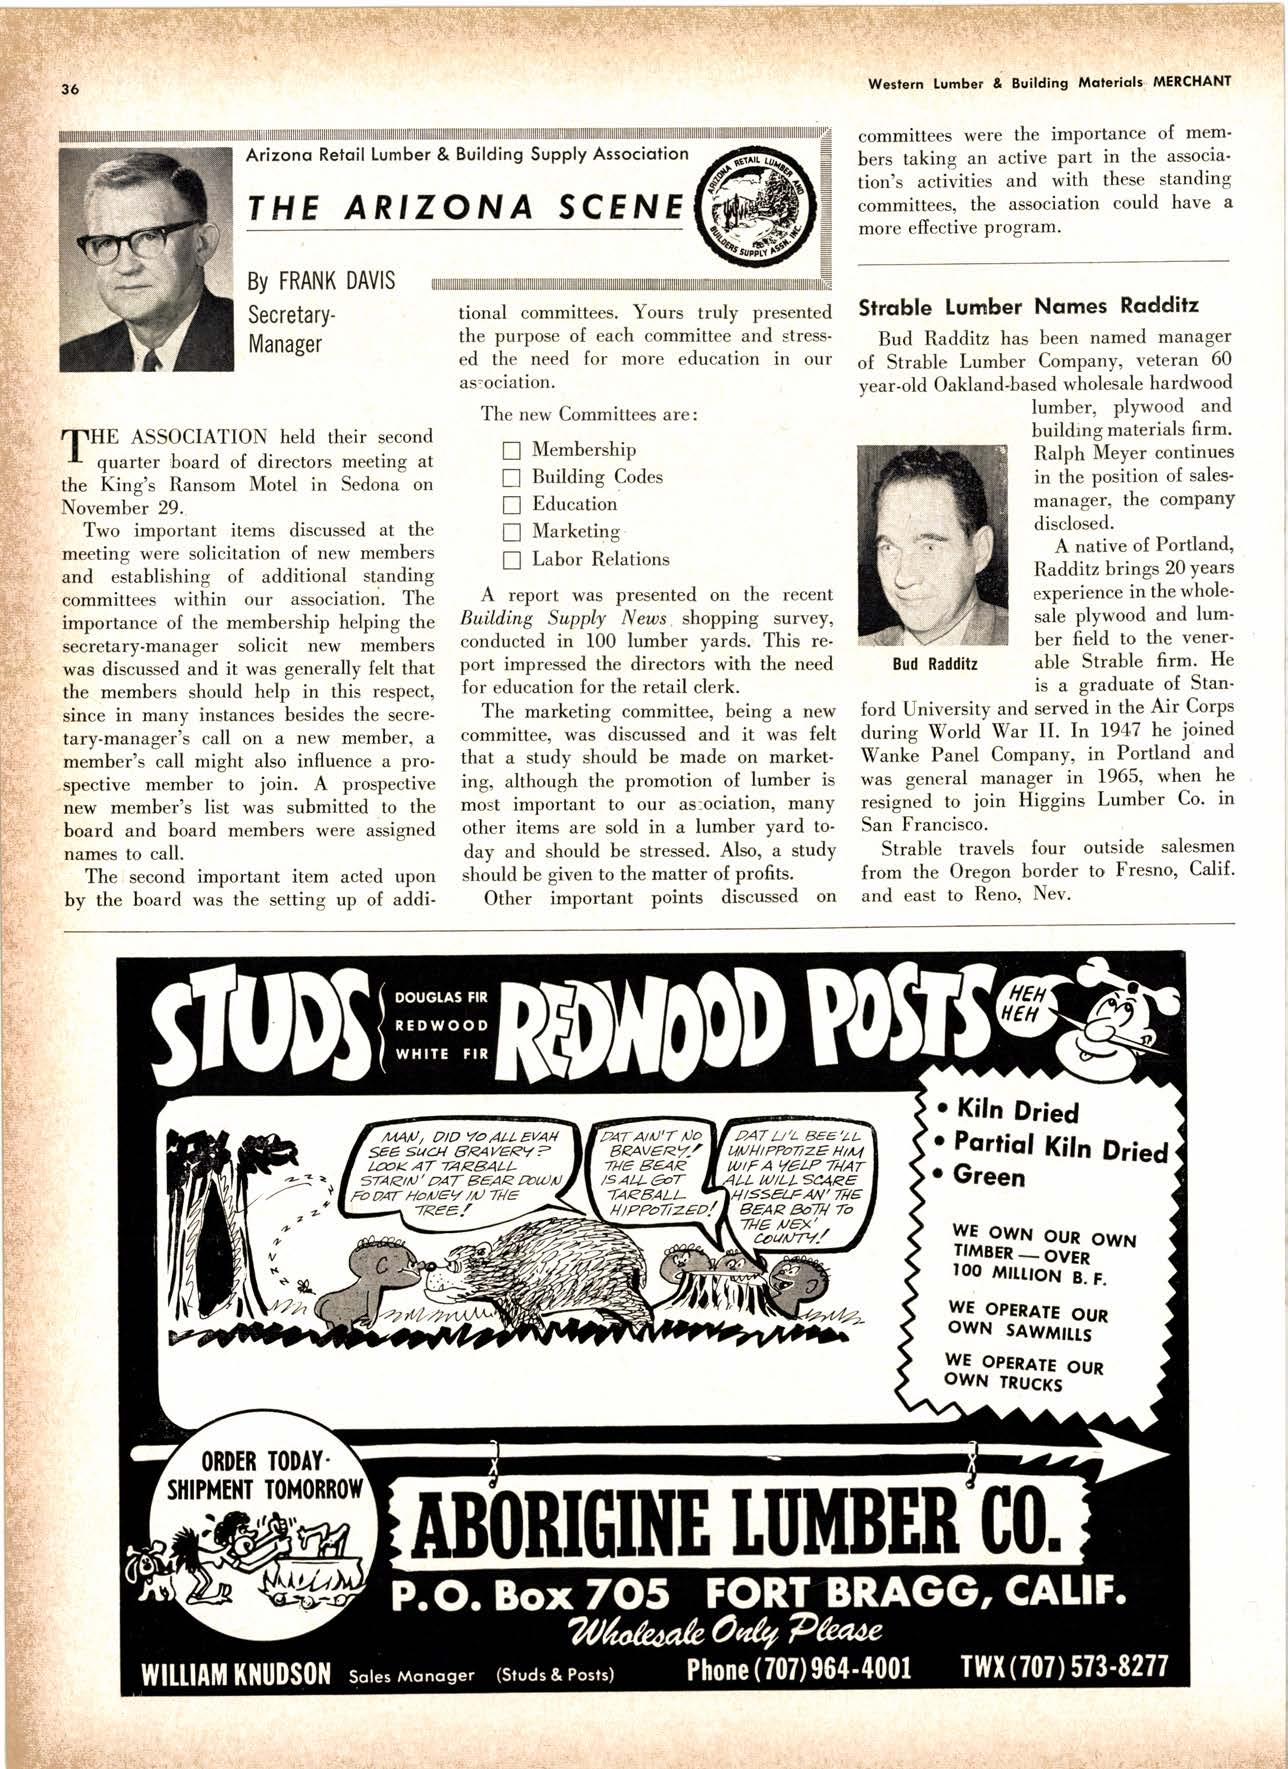 36
Western Lumber & Building Materials MERCHANT
Arizona Retail Lumber & Building Supply Association
THE ARIZONA SCENE
ARIZONA RETAIL LUMBER AND
BUILDERS SUPPLY ASSN. INC.
By FRANK DAVIS
Secretary-
Manager
THE ASSOCIATION held their second
quarter board of directors meeting at
the King's Ransom Motel in Sedona on
November 29.
Two important items discussed at the
meeting were solicitation of new members
and establishing of additional standing
committees within our association. The
importance of the membership helping the
secretary-manager solicit new members
was discussed and it was generally felt that
the members should help in this respect,
since in many instances besides the secre-
tary-manager's call on a new member, a
member's call might also influence a pro-
spective member to join. A prospective
new member's list was submitted to the
board and board members were assigned
names to call.
The second important item acted upon
by the board was the setting up of addi-
tional committees. Yours truly presented
the purpose of each committee and stress-
ed the need for more education in our
association.
The new Committees are:
□ Membership
□ Building Codes
□ Education
□ Marketing
□ Labor Relations
A report was presented on the recent
Building Supply News shopping survey,
conducted in 100 lumber yards. This re-
port impressed the directors with the need
for education for the retail clerk.
The marketing committee, being a new
committee, was discussed and it was felt
that a study should be made on market-
ing, although the promotion of lumber is
most important to our association, many
other items are sold in a lumber yard to-
day and should be stressed. Also, a study
should be given to the matter of profits.
Other important points discussed on
committees were the importance of mem-
bers taking an active part in the associa-
tion's activities and with these standing
committees, the association could have a
more effective program.
Strable Lumber Names Radditz
Bud Radditz has been named manager
of Strable Lumber Company, veteran 60
year-old Oakland-based wholesale hardwood
lumber, plywood and
building materials firm.
Ralph Meyer continues
in the position of sales-
manager, the company
disclosed.
A native of Portland,
Radditz brings 20 years
experience in the whole-
sale plywood and lum-
ber field to the vener-
able Strable firm. He
is a graduate of Stan-
Bud Radditz
ford University and served in the Air Corps
during World War II. In 1947 he joined
Wanke Panel Company, in Portland and
was general manager in 1965, when he
resigned to join Higgins Lumber Co. in
San Francisco.
Strable travels four outside salesmen
from the Oregon border to Fresno, Calif.
and east to Reno, Nev.
STUDS
DOUGLAS FIR
REDWOOD
WHITE FIR
REDWOOD POSTS
HEH
HEH
MAN, DID YO ALL EVAH
SEE SUCH BRAVERY?
LOOK AT TARBALL
STARIN' DAT BEAR DOWN
FO DAT HONEY IN THE
TREE!
DAT AIN'T NO
BRAVERY!
THE BEAR
IS ALL GOT
TARBALL
HIPPOTIZED!
DAT LI'L BEE'LL
UNHIPPOTIZE HIM
WIF A YELP THAT
ALL WILL SCARE
HISSELF AN' THE
BEAR BOTH TO
THE NEX'
COUNTY!
z z z z z z z z z z z z z
• Kiln Dried
• Partial Kiln Dried
• Green
WE OWN OUR OWN
TIMBER — OVER
100 MILLION B. F.
WE OPERATE OUR
OWN SAWMILLS
WE OPERATE OUR
OWN TRUCKS
ORDER TODAY-
SHIPMENT TOMORROW
ABORIGINE LUMBER CO.
P.O. Box 705 FORT BRAGG, CALIF.
Wholesale Only Please
WILLIAM KNUDSON Sales Manager (Studs & Posts) Phone (707) 964-4001 TWX (707) 573-8277